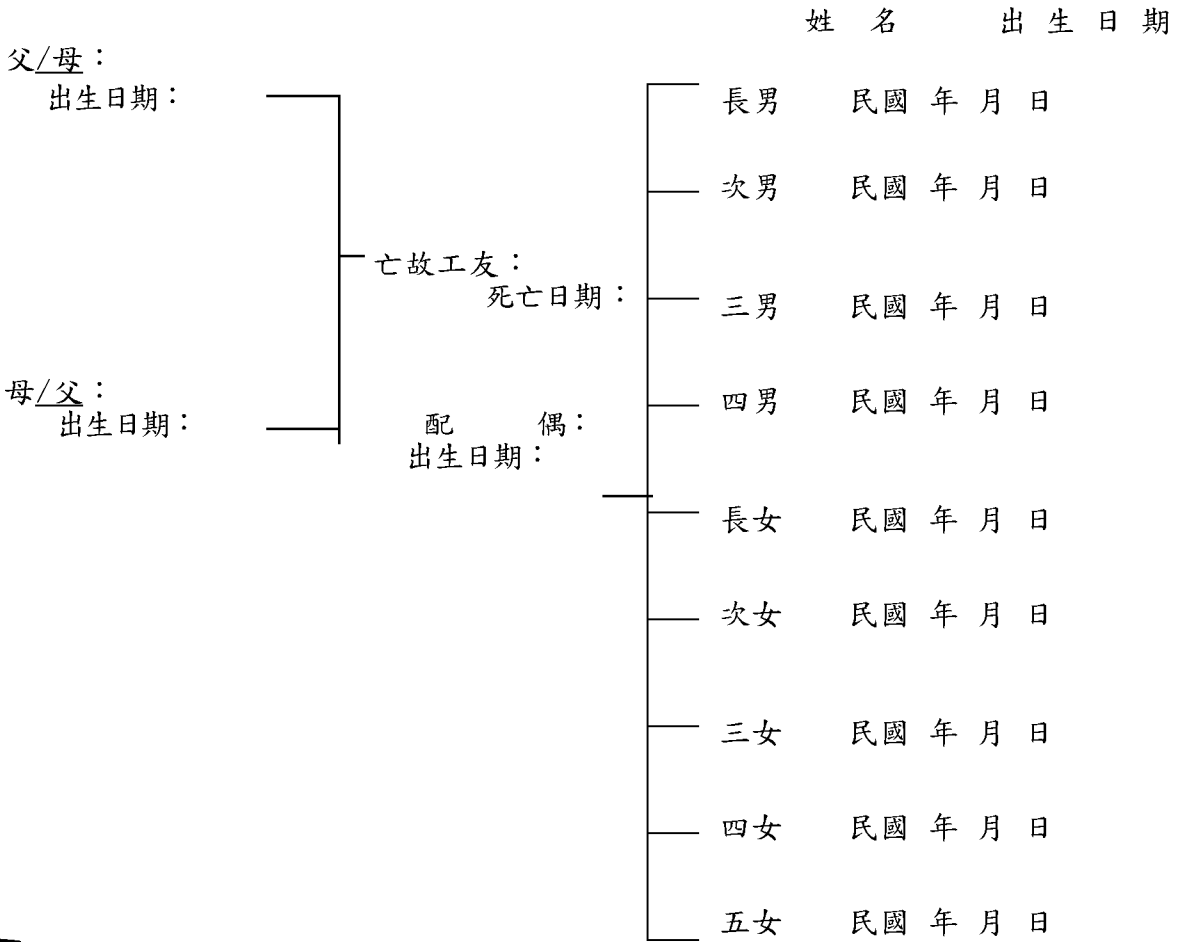 姓 名 出 生 日 期
父/母：
出生日期：
母/父：
出生日期：
亡故工友：
死亡日期：
配 偶：
出生日期：
長男 民國 年 月 日
次男 民國 年 月 日
三男 民國 年 月 日
四男 民國 年 月 日
長女 民國 年 月 日
次女 民國 年 月 日
三女 民國 年 月 日
四女 民國 年 月 日
五女 民國 年 月 日